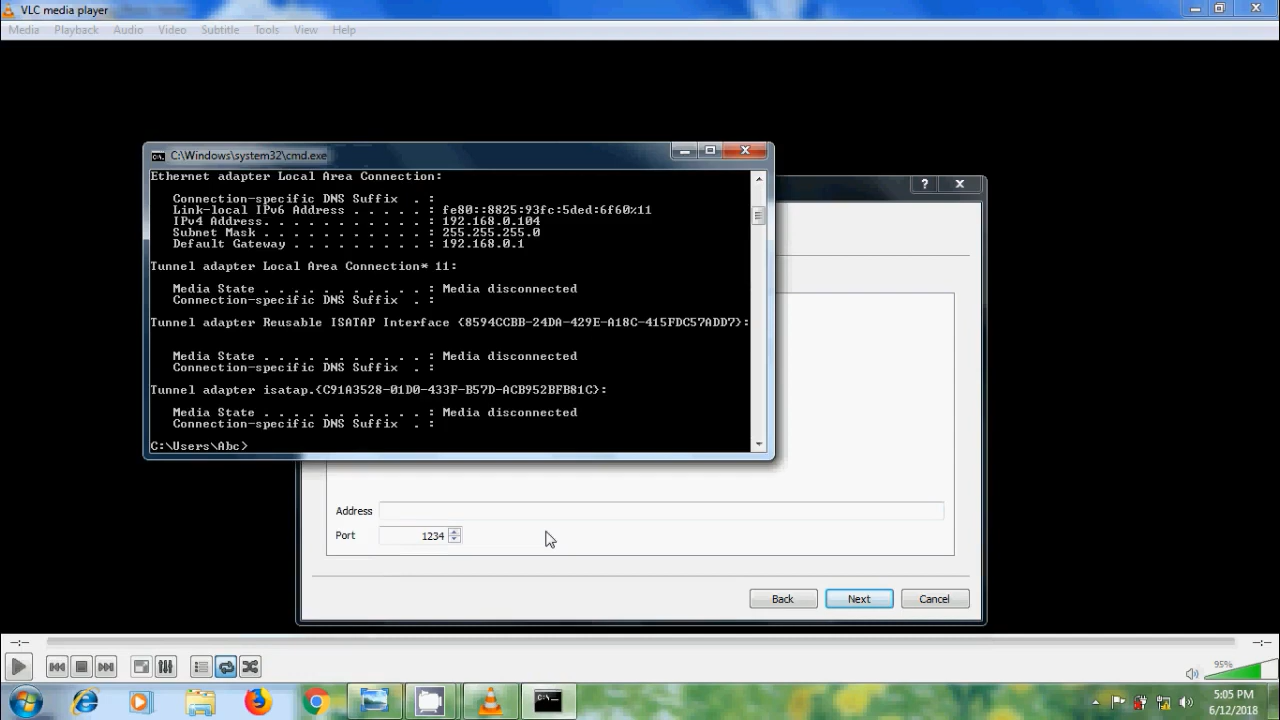 VLC media player
Media Playback Audio Video Subtitle Tools View Help
C:\Windows\system32\cmd.exe
Ethernet adapter Local Area Connection:
Connection-specific DNS Suffix . :
Link-local IPv6 Address . . . . . : fe80::8825:93fc:5ded:6f60%11
IPv4 Address. . . . . . . . . . . : 192.168.0.104
Subnet Mask . . . . . . . . . . . : 255.255.255.0
Default Gateway . . . . . . . . . : 192.168.0.1
Tunnel adapter Local Area Connection* 11:
Media State . . . . . . . . . . . : Media disconnected
Connection-specific DNS Suffix . :
Tunnel adapter Reusable ISATAP Interface {8594CCBB-24DA-429E-A18C-415FDC57ADD7}:
Media State . . . . . . . . . . . : Media disconnected
Connection-specific DNS Suffix . :
Tunnel adapter isatap.{C91A3528-01D0-433F-B57D-ACB952BFB81C}:
Media State . . . . . . . . . . . : Media disconnected
Connection-specific DNS Suffix . :
C:\Users\Abc>
Address
Port 1234
Back Next Cancel
--:-- --:--
95%
5:05 PM
6/12/2018